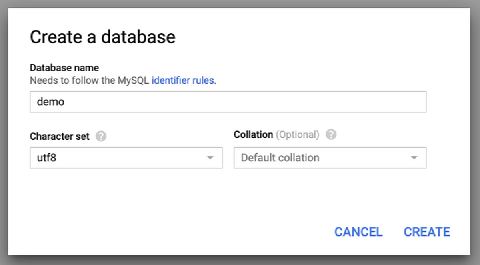 Create a database
Database name
Needs to follow the MySQL identifier rules.
demo
Character set ? Collation (Optional) ?
utf8 Default collation
CANCEL CREATE